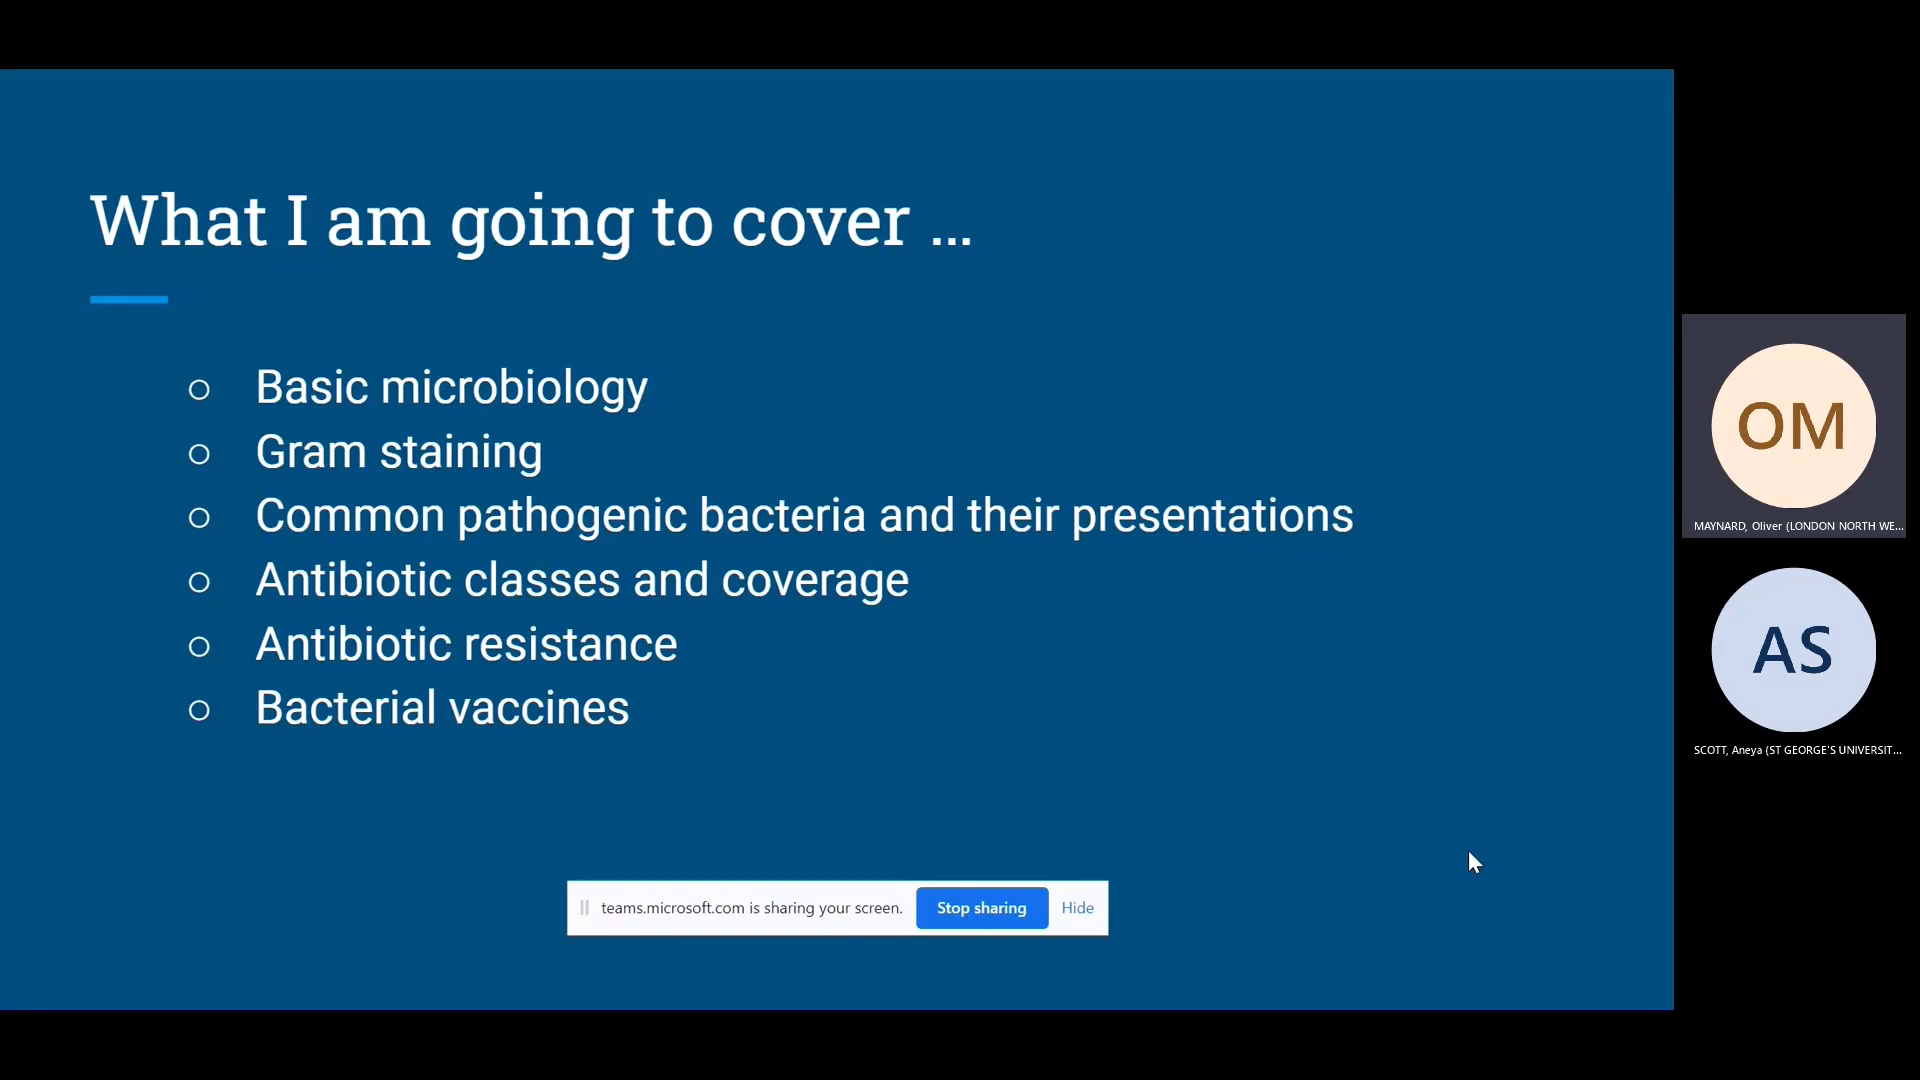 What I am going to cover ...
Basic microbiology
Gram staining
Common pathogenic bacteria and their presentations
Antibiotic classes and coverage
Antibiotic resistance
Bacterial vaccines
teams.microsoft.com is sharing your screen. Stop sharing Hide
OM
MAYNARD, Oliver (LONDON NORTH WE...
AS
SCOTT, Aneya (ST GEORGE'S UNIVERSIT...